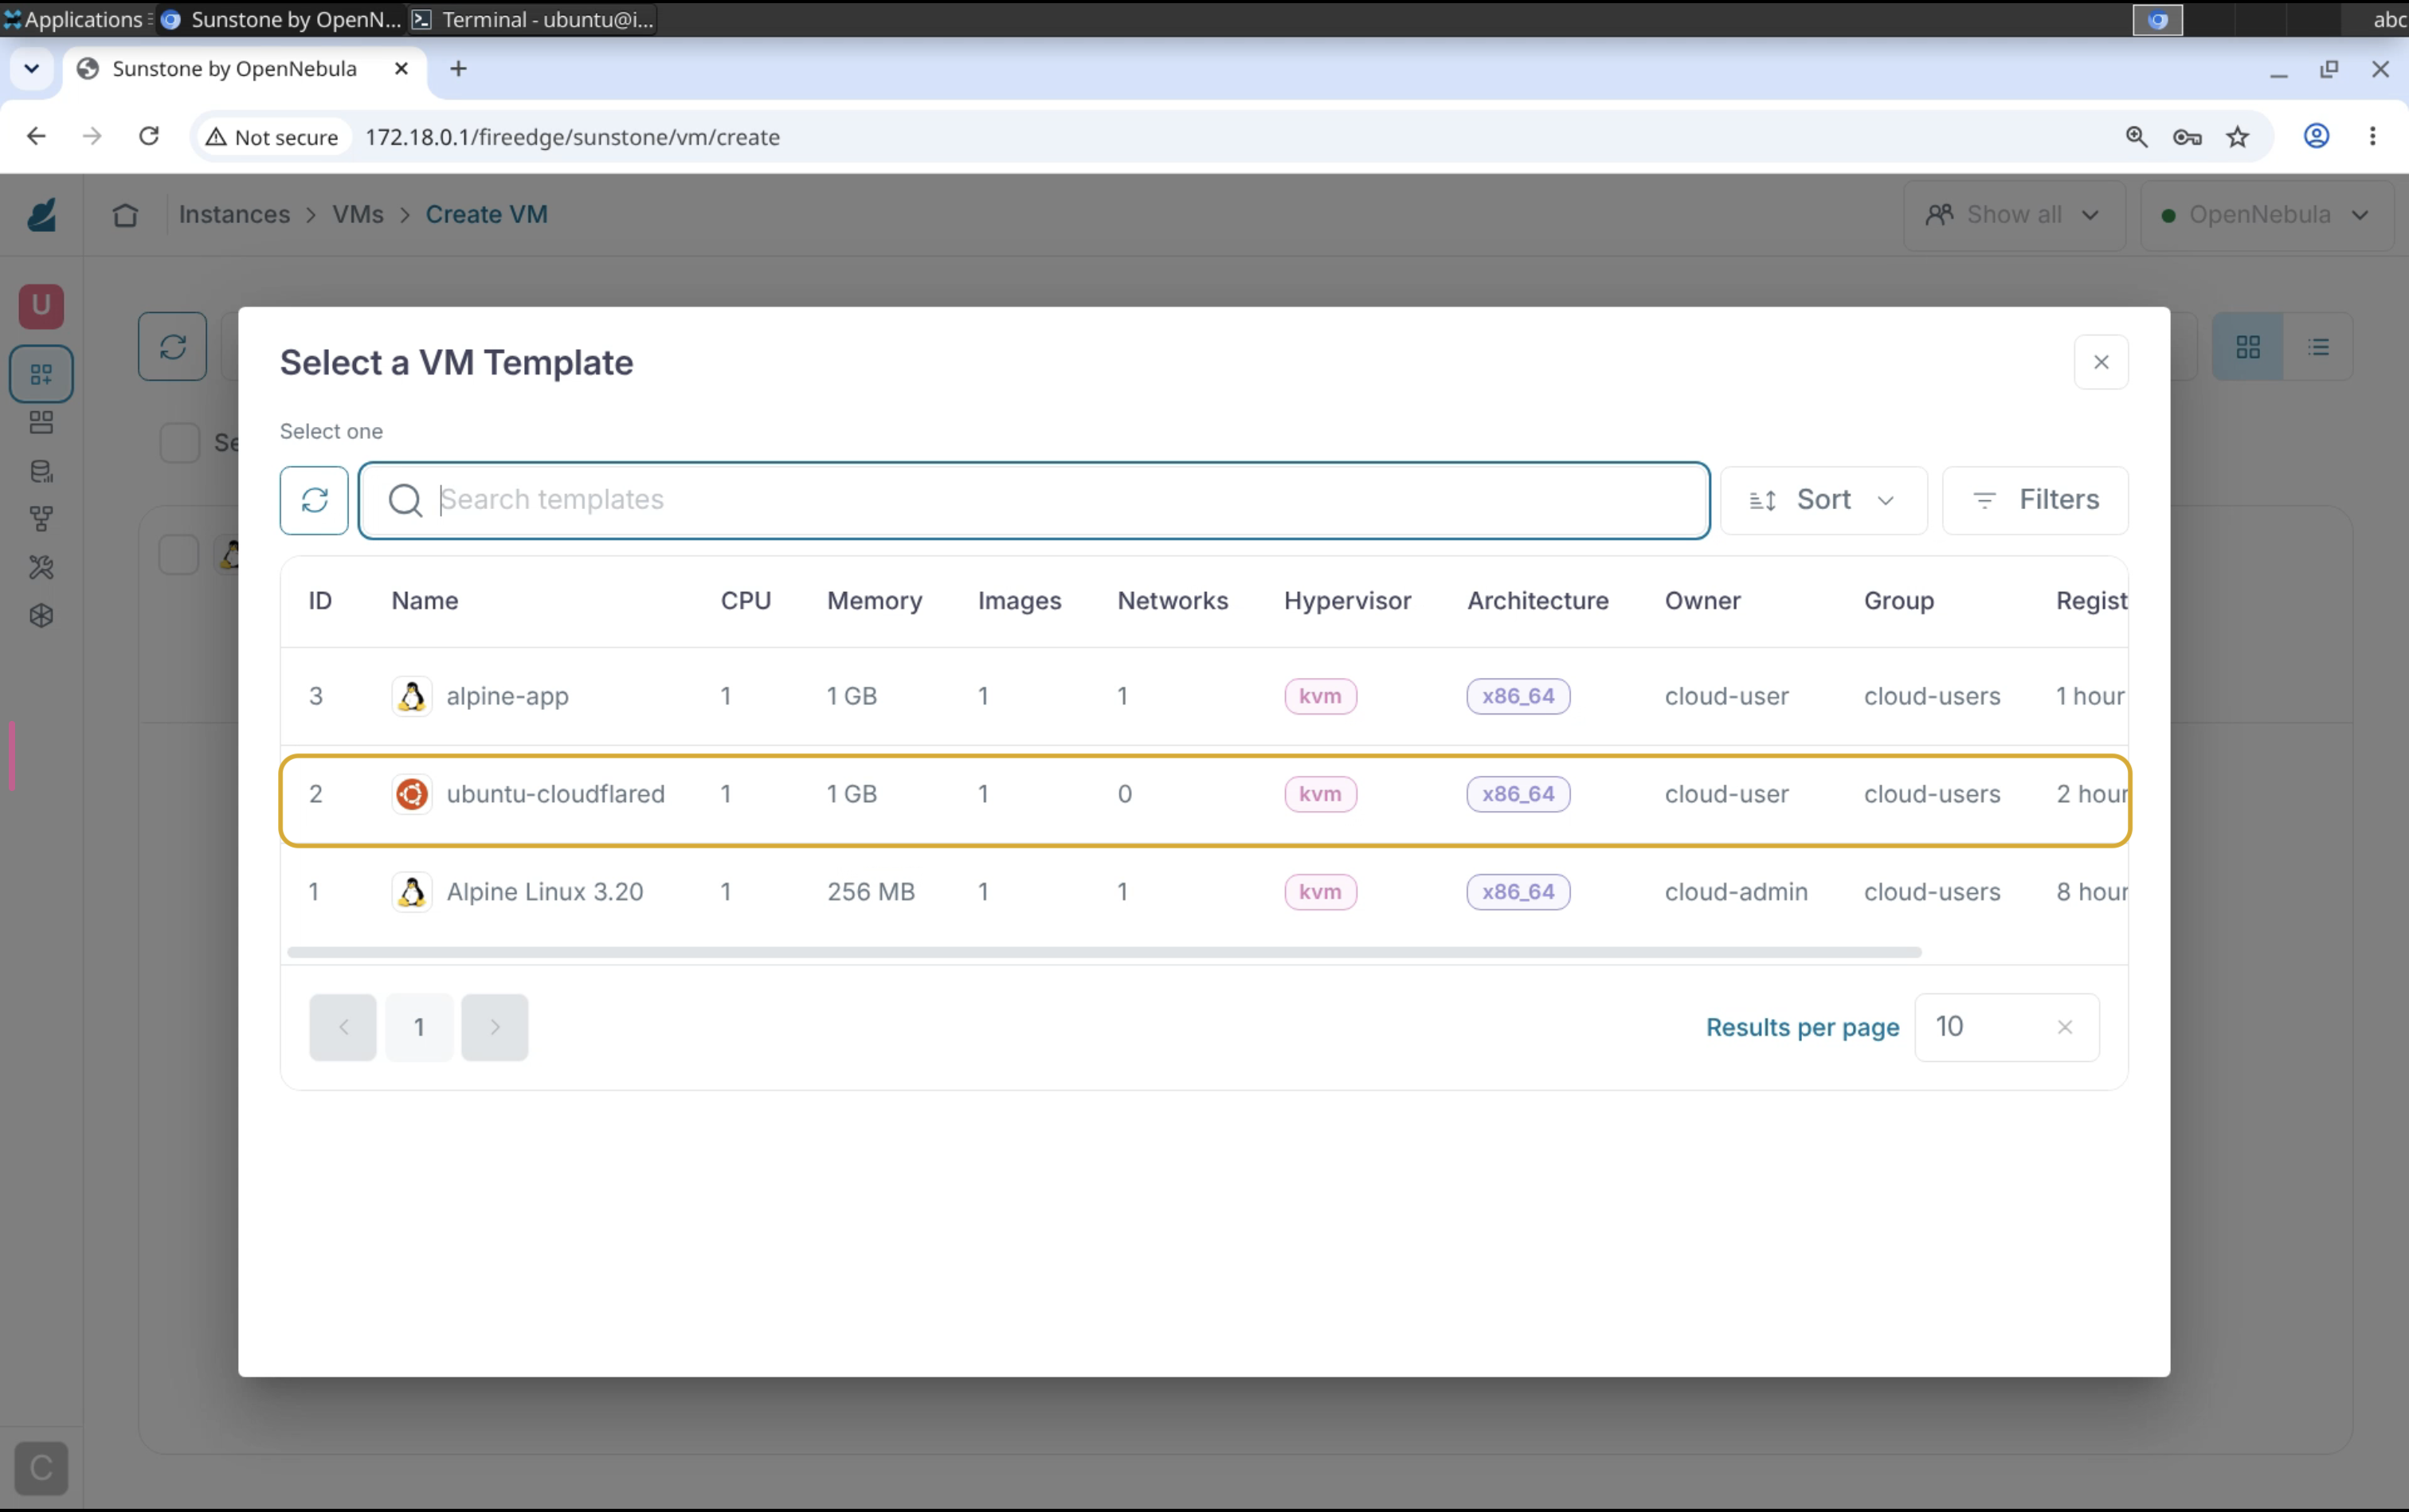 Applications
Sunstone by OpenN...
Terminal - ubuntu@i...
abc
Sunstone by OpenNebula
Not secure
172.18.0.1/fireedge/sunstone/vm/create
Instances > VMs > Create VM
Show all
OpenNebula
U
Se
Select a VM Template
Select one
Search templates
Sort
Filters
ID Name CPU Memory Images Networks Hypervisor Architecture Owner Group Regist
3 alpine-app 1 1 GB 1 1 kvm x86_64 cloud-user cloud-users 1 hour
2 ubuntu-cloudflared 1 1 GB 1 0 kvm x86_64 cloud-user cloud-users 2 hour
1 Alpine Linux 3.20 1 256 MB 1 1 kvm x86_64 cloud-admin cloud-users 8 hour
1
Results per page 10
C